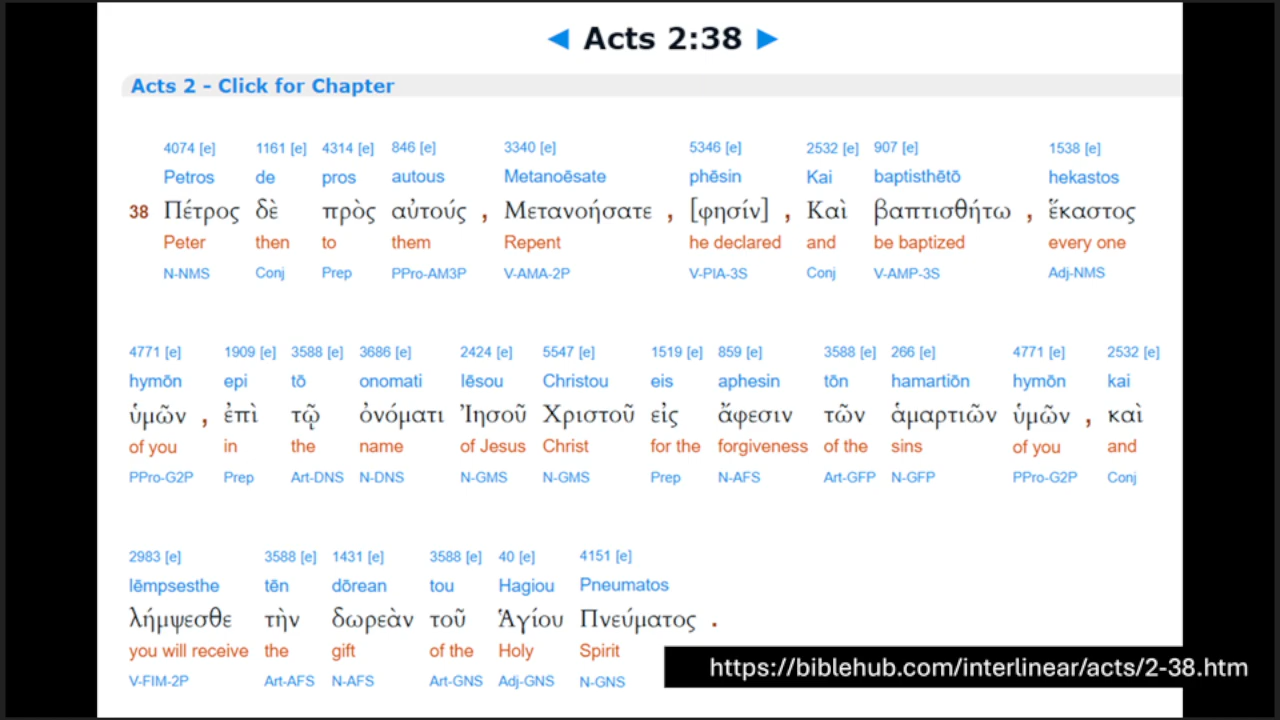 ◄ Acts 2:38 ►
Acts 2 - Click for Chapter
4074 [e] 1161 [e] 4314 [e] 846 [e] 3340 [e] 5346 [e] 2532 [e] 907 [e] 1538 [e]
Petros de pros autous Metanoēsate phēsin Kai baptisthētō hekastos
38 Πέτρος δὲ πρὸς αὐτούς , Μετανοήσατε , [φησίν] , Καὶ βαπτισθήτω , ἕκαστος
Peter then to them Repent he declared and be baptized every one
N-NMS Conj Prep PPro-AM3P V-AMA-2P V-PIA-3S Conj V-AMP-3S Adj-NMS
4771 [e] 1909 [e] 3588 [e] 3686 [e] 2424 [e] 5547 [e] 1519 [e] 859 [e] 3588 [e] 266 [e] 4771 [e] 2532 [e]
hymōn epi tō onomati Iēsou Christou eis aphesin tōn hamartiōn hymōn kai
ὑμῶν , ἐπὶ τῷ ὀνόματι Ἰησοῦ Χριστοῦ εἰς ἄφεσιν τῶν ἁμαρτιῶν ὑμῶν , καὶ
of you in the name of Jesus Christ for the forgiveness of the sins of you and
PPro-G2P Prep Art-DNS N-DNS N-GMS N-GMS Prep N-AFS Art-GFP N-GFP PPro-G2P Conj
2983 [e] 3588 [e] 1431 [e] 3588 [e] 40 [e] 4151 [e]
lēmpsesthe tēn dōrean tou Hagiou Pneumatos
λήμψεσθε τὴν δωρεὰν τοῦ Ἁγίου Πνεύματος .
you will receive the gift of the Holy Spirit
V-FIM-2P Art-AFS N-AFS Art-GNS Adj-GNS N-GNS
https://biblehub.com/interlinear/acts/2-38.htm